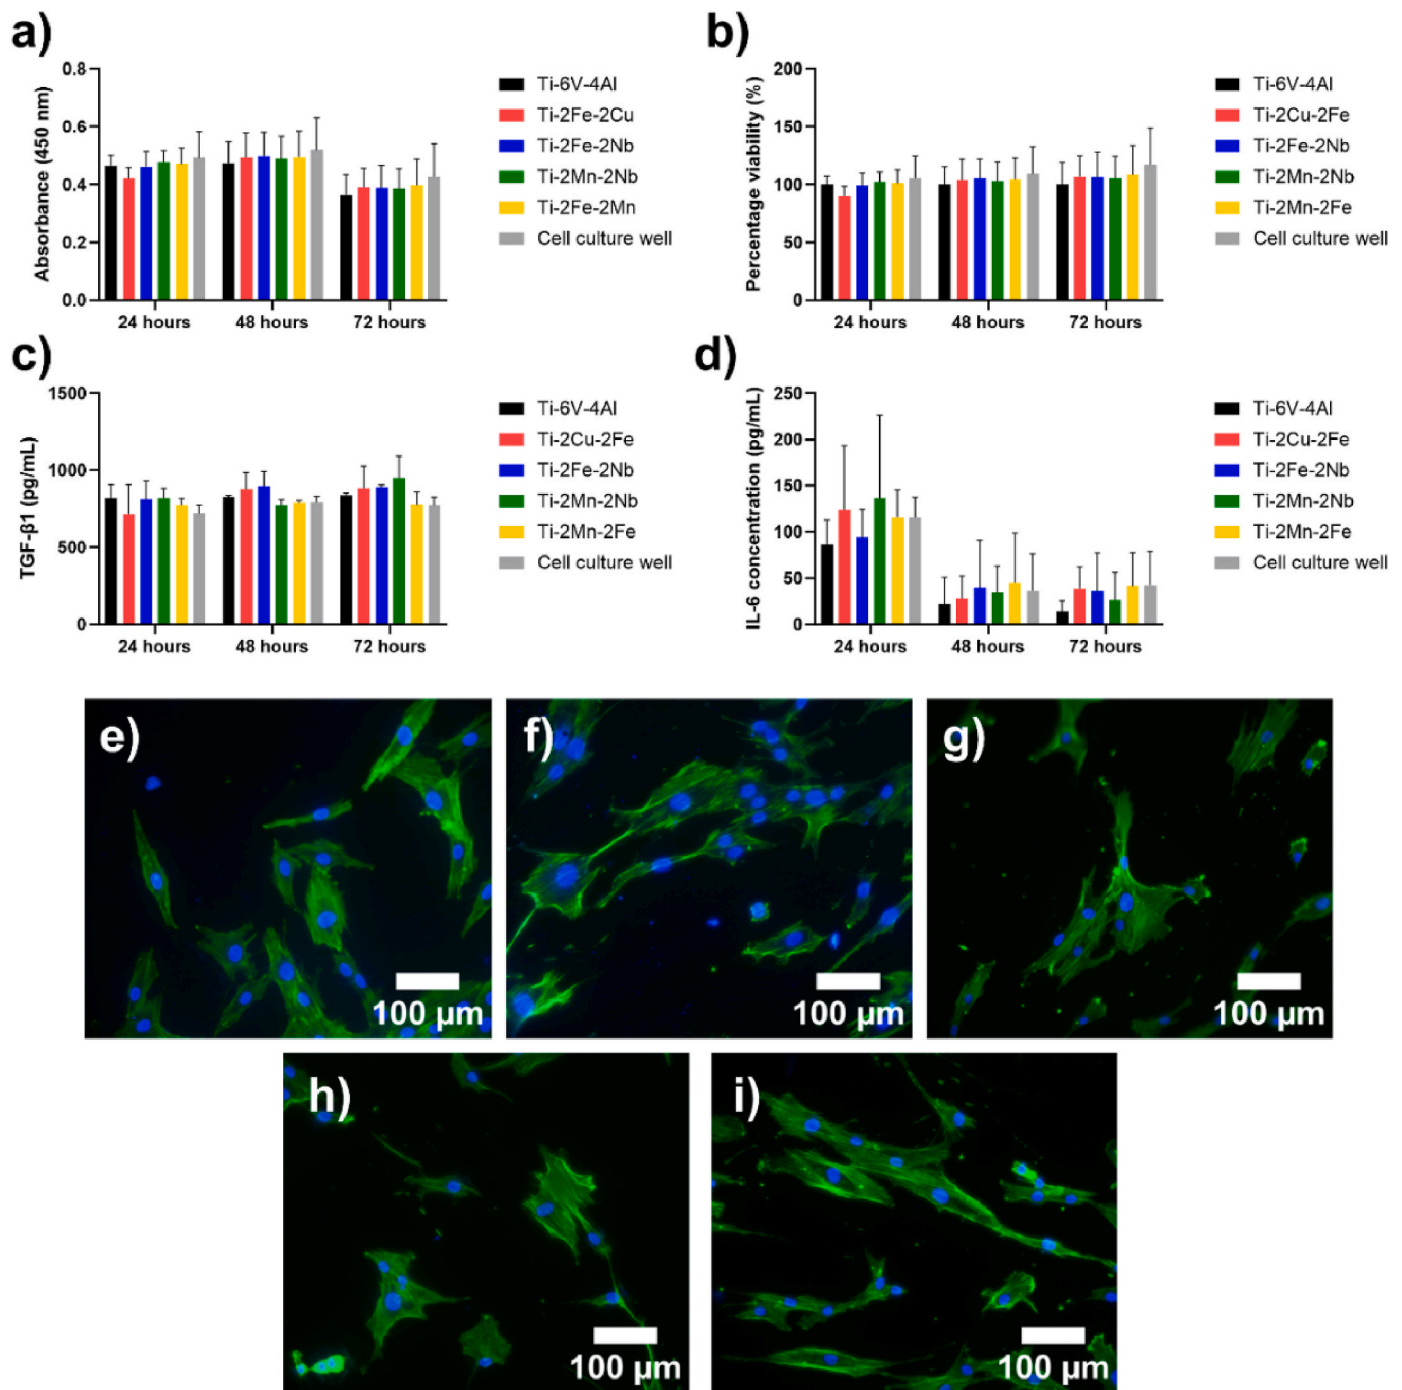 a)
Absorbance (450 nm)
0.8
0.6
0.4
0.2
0.0
24 hours 48 hours 72 hours
Ti-6V-4Al
Ti-2Fe-2Cu
Ti-2Fe-2Nb
Ti-2Mn-2Nb
Ti-2Fe-2Mn
Cell culture well
b)
Percentage viability (%)
200
150
100
50
0
24 hours 48 hours 72 hours
Ti-6V-4Al
Ti-2Cu-2Fe
Ti-2Fe-2Nb
Ti-2Mn-2Nb
Ti-2Mn-2Fe
Cell culture well
c)
TGF-β1 (pg/mL)
1500
1000
500
0
24 hours 48 hours 72 hours
Ti-6V-4Al
Ti-2Cu-2Fe
Ti-2Fe-2Nb
Ti-2Mn-2Nb
Ti-2Mn-2Fe
Cell culture well
d)
IL-6 concentration (pg/mL)
250
200
150
100
50
0
24 hours 48 hours 72 hours
Ti-6V-4Al
Ti-2Cu-2Fe
Ti-2Fe-2Nb
Ti-2Mn-2Nb
Ti-2Mn-2Fe
Cell culture well
e)
100 µm
f)
100 µm
g)
100 µm
h)
100 µm
i)
100 µm